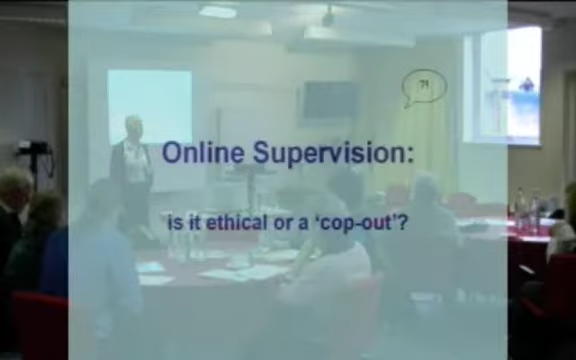 ?!
Online Supervision:
is it ethical or a ‘cop-out’?